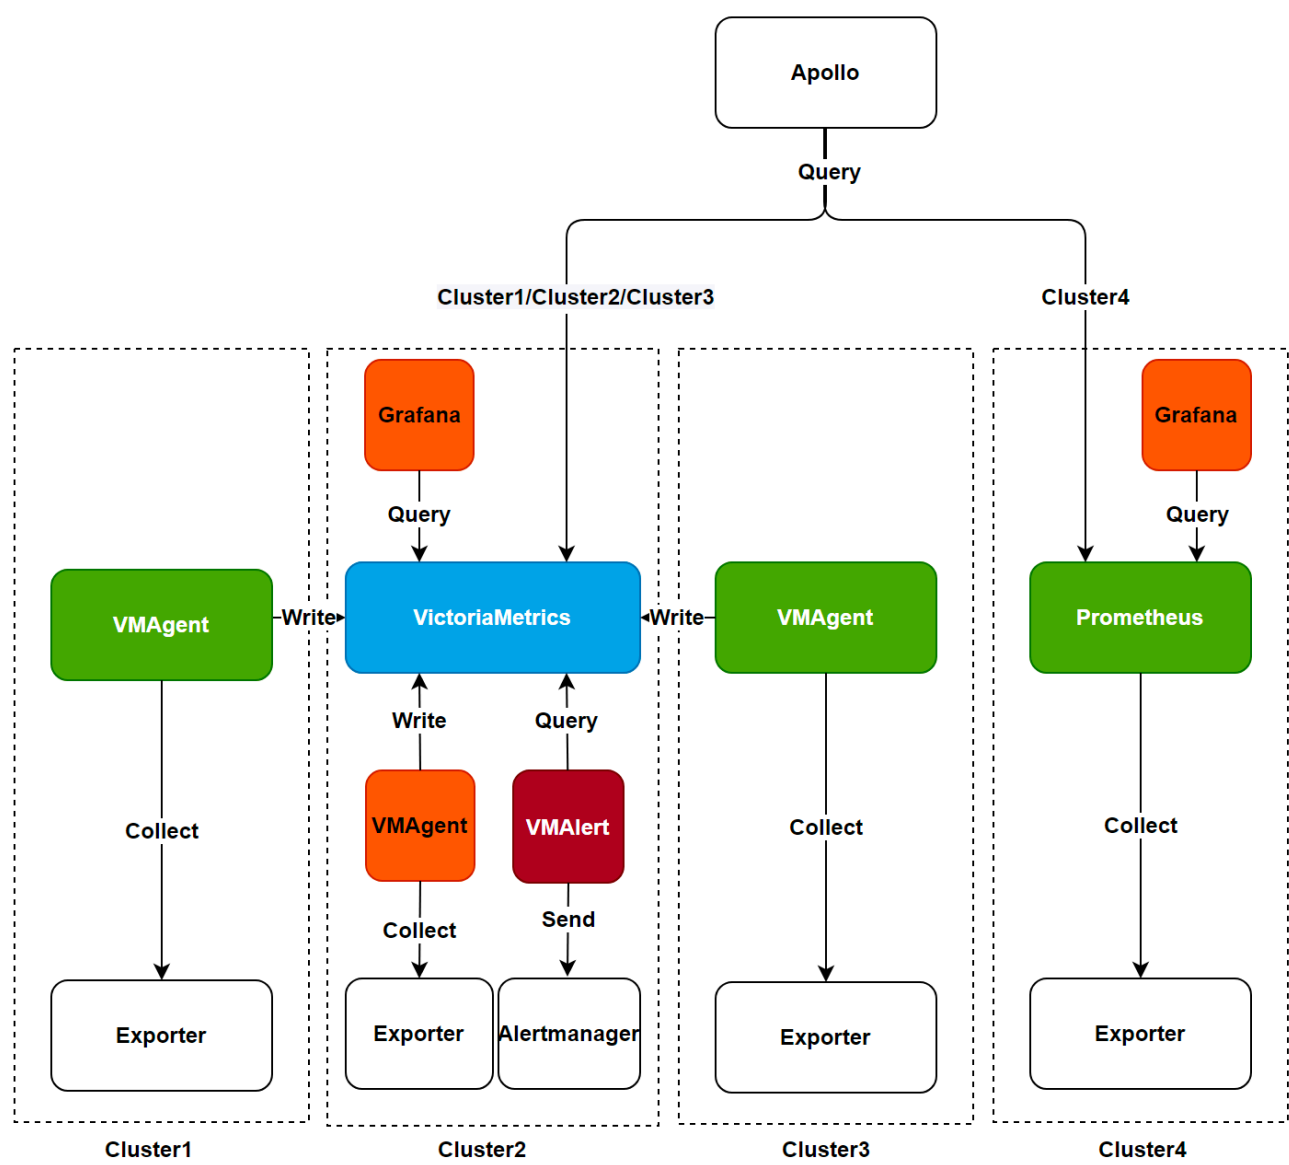 Apollo
Query
Cluster1/Cluster2/Cluster3
Cluster4
Grafana
Grafana
Query
Query
VMAgent
Write
VictoriaMetrics
Write
VMAgent
Prometheus
Write
Query
VMAgent
VMAlert
Collect
Collect
Collect
Collect
Send
Exporter
Exporter
Alertmanager
Exporter
Exporter
Cluster1
Cluster2
Cluster3
Cluster4